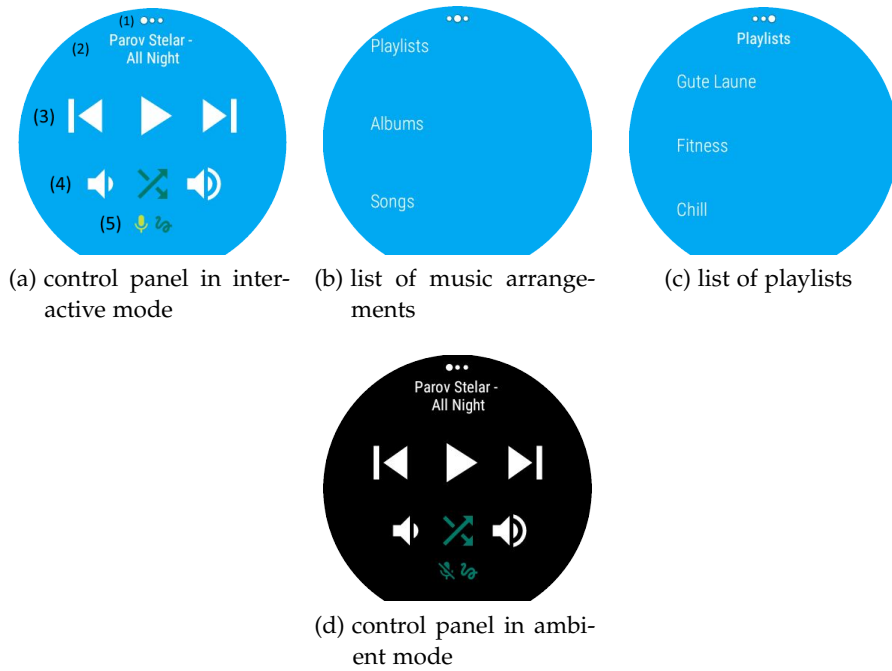 (1)
(2)
Parov Stelar -
All Night
(3)
(4)
(5)
Playlists
Albums
Songs
Playlists
Gute Laune
Fitness
Chill
(a) control panel in inter-
active mode
(b) list of music arrange-
ments
(c) list of playlists
Parov Stelar -
All Night
(d) control panel in ambi-
ent mode